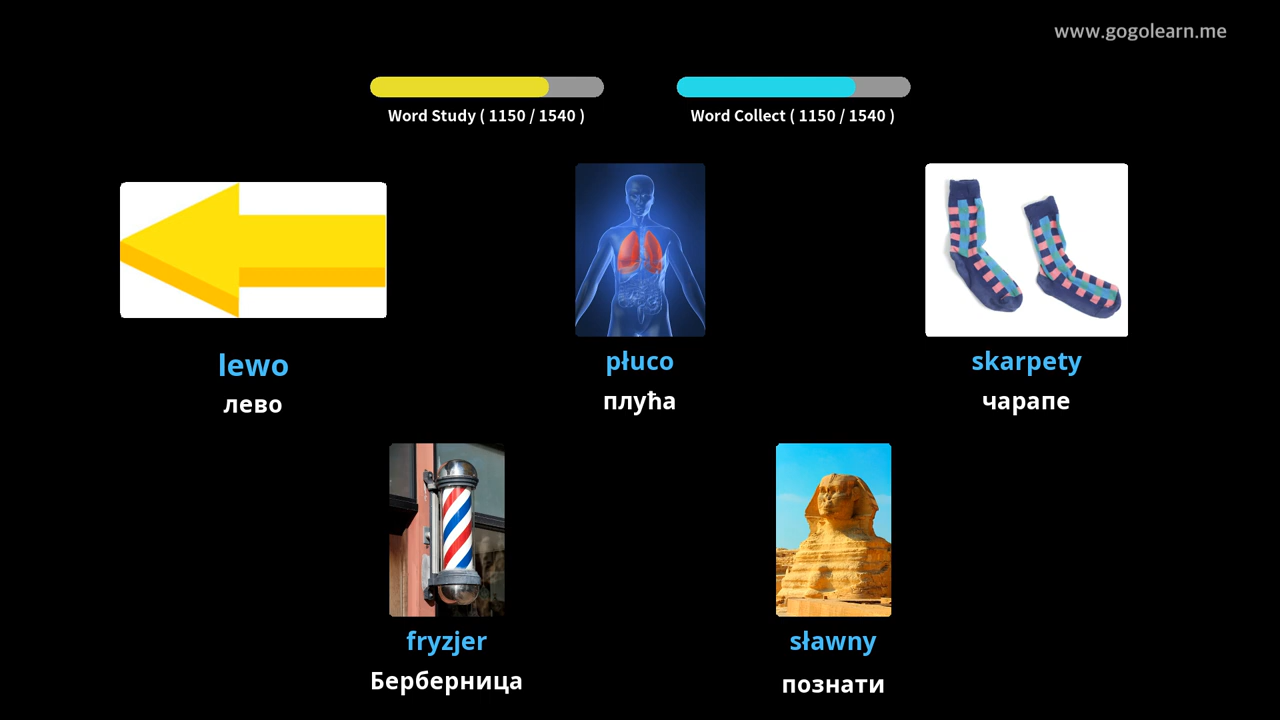 www.gogolearn.me
Word Study ( 1150 / 1540 )
Word Collect ( 1150 / 1540 )
lewo
лево
płuco
плућа
skarpety
чарапе
fryzjer
Берберница
sławny
познати